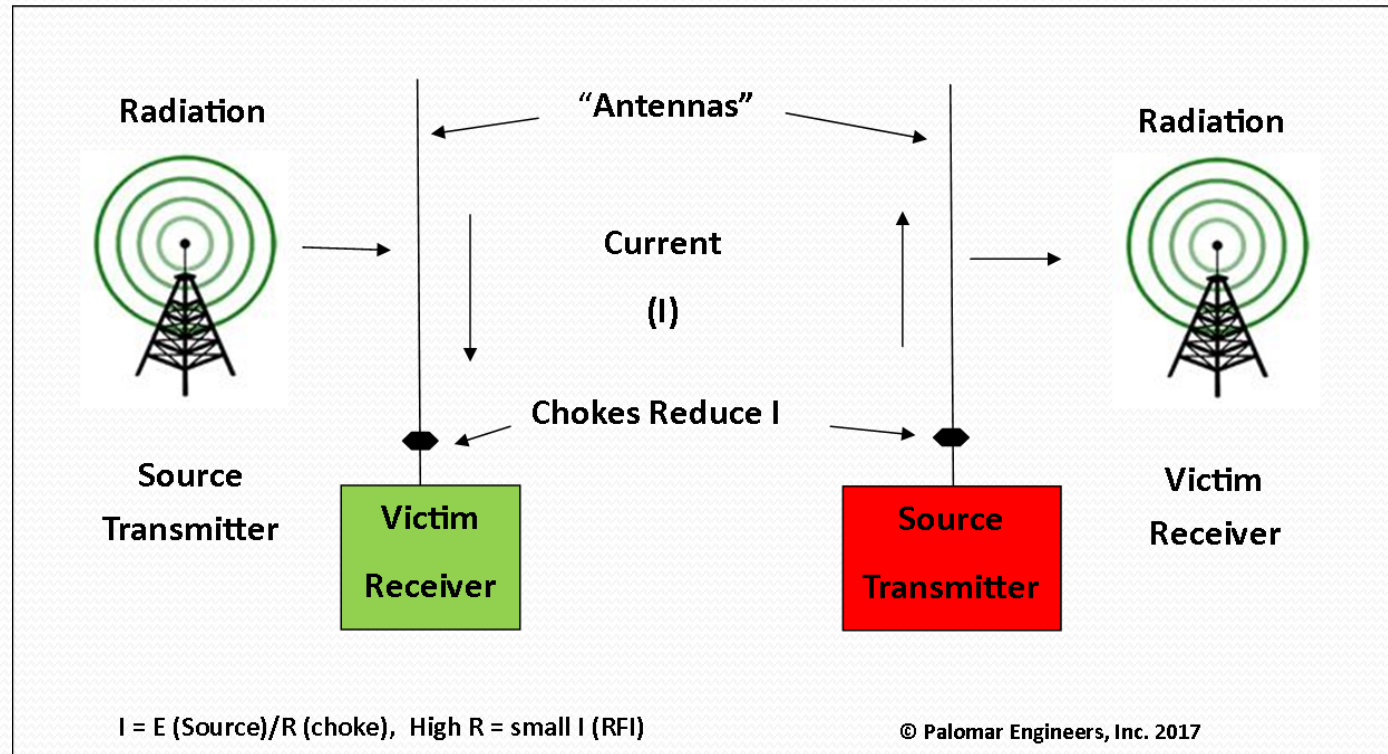 “Antennas”
Radiation
Radiation
Current
(I)
Chokes Reduce I
Source
Transmitter
Victim
Receiver
Source
Transmitter
Victim
Receiver
I = E (Source)/R (choke),  High R = small I (RFI)
© Palomar Engineers, Inc. 2017